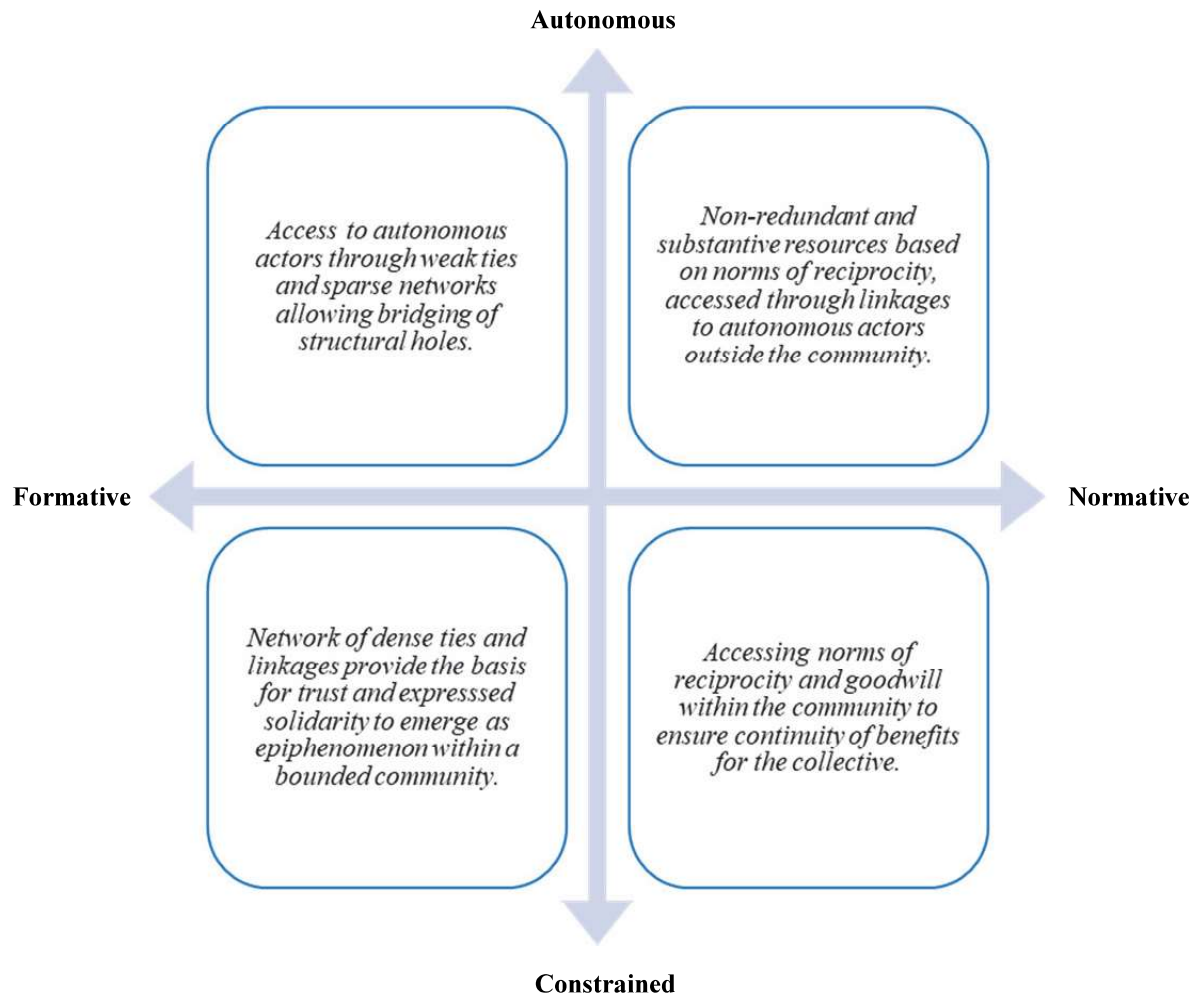 Autonomous
Access to autonomous
actors through weak ties
and sparse networks
allowing bridging of
structural holes.
Non-redundant and
substantive resources based
on norms of reciprocity,
accessed through linkages
to autonomous actors
outside the community.
Formative
Normative
Network of dense ties and
linkages provide the basis
for trust and expresssed
solidarity to emerge as
epiphenomenon within a
bounded community.
Accessing norms of
reciprocity and goodwill
within the community to
ensure continuity of benefits
for the collective.
Constrained